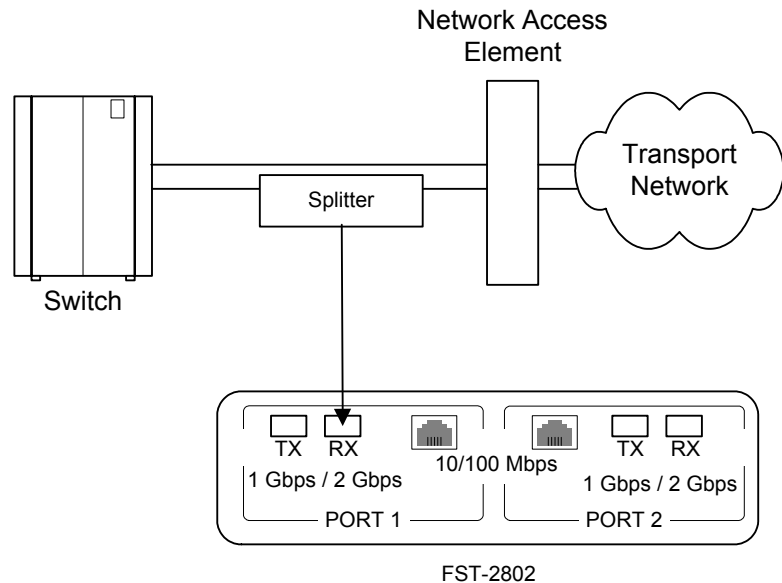 Network Access
Element
Transport
Network
Splitter
Switch
TX RX
10/100 Mbps
TX RX
1 Gbps / 2 Gbps
1 Gbps / 2 Gbps
PORT 1
PORT 2
FST-2802